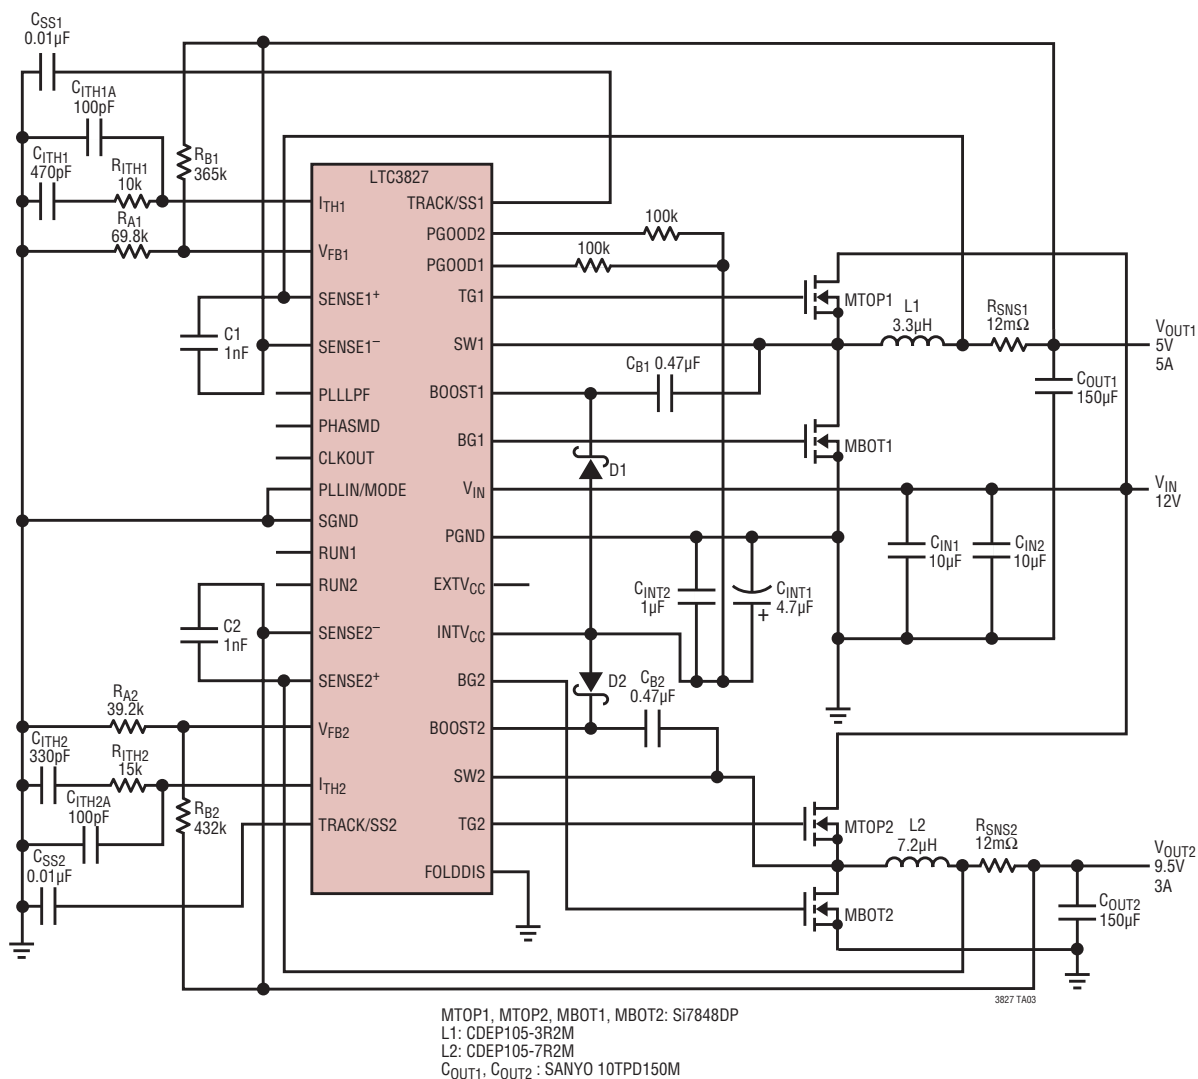 CSS1
0.01µF
CITH1A
100pF
CITH1
470pF
RITH1
10k
RB1
365k
RA1
69.8k
LTC3827
ITH1
VFB1
SENSE1+
SENSE1–
PLLLPF
PHASMD
CLKOUT
PLLIN/MODE
SGND
RUN1
RUN2
SENSE2–
SENSE2+
VFB2
ITH2
TRACK/SS2
TRACK/SS1
PGOOD2
PGOOD1
TG1
SW1
BOOST1
BG1
VIN
PGND
EXTVCC
INTVCC
BG2
BOOST2
SW2
TG2
FOLDDIS
C1
1nF
C2
1nF
RA2
39.2k
CITH2
330pF
RITH2
15k
CITH2A
100pF
RB2
432k
CSS2
0.01µF
100k
100k
MTOP1
L1
3.3µH
RSNS1
12mΩ
VOUT1
5V
5A
CB1 0.47µF
COUT1
150µF
MBOT1
D1
VIN
12V
CIN1
10µF
CIN2
10µF
CINT2
1µF
CINT1
4.7µF
+
D2
CB2
0.47µF
MTOP2
L2
7.2µH
RSNS2
12mΩ
VOUT2
9.5V
3A
MBOT2
COUT2
150µF
3827 TA03
MTOP1, MTOP2, MBOT1, MBOT2: Si7848DP
L1: CDEP105-3R2M
L2: CDEP105-7R2M
COUT1, COUT2 : SANYO 10TPD150M